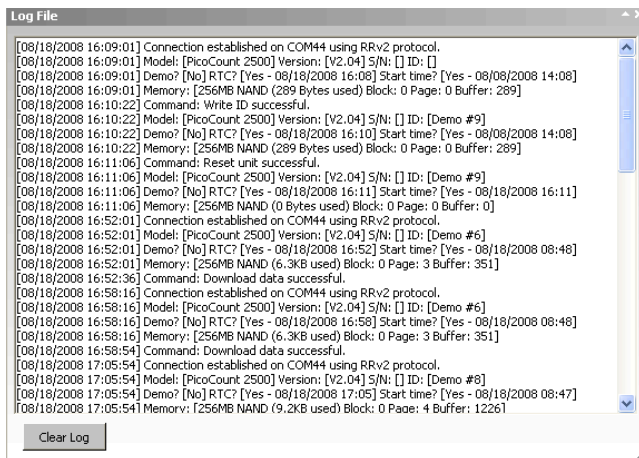 Log File
[08/18/2008 16:09:01] Connection established on COM44 using RRv2 protocol.
[08/18/2008 16:09:01] Model: [PicoCount 2500] Version: [V2.04] S/N: [] ID: []
[08/18/2008 16:09:01] Demo? [No] RTC? [Yes - 08/18/2008 16:08] Start time? [Yes - 08/08/2008 14:08]
[08/18/2008 16:09:01] Memory: [256MB NAND (289 Bytes used) Block: 0 Page: 0 Buffer: 289]
[08/18/2008 16:10:22] Command: Write ID successful.
[08/18/2008 16:10:22] Model: [PicoCount 2500] Version: [V2.04] S/N: [] ID: [Demo #9]
[08/18/2008 16:10:22] Demo? [No] RTC? [Yes - 08/18/2008 16:10] Start time? [Yes - 08/08/2008 14:08]
[08/18/2008 16:10:22] Memory: [256MB NAND (289 Bytes used) Block: 0 Page: 0 Buffer: 289]
[08/18/2008 16:11:06] Command: Reset unit successful.
[08/18/2008 16:11:06] Model: [PicoCount 2500] Version: [V2.04] S/N: [] ID: [Demo #9]
[08/18/2008 16:11:06] Demo? [No] RTC? [Yes - 08/18/2008 16:11] Start time? [Yes - 08/18/2008 16:11]
[08/18/2008 16:11:06] Memory: [256MB NAND (0 Bytes used) Block: 0 Page: 0 Buffer: 0]
[08/18/2008 16:52:01] Connection established on COM44 using RRv2 protocol.
[08/18/2008 16:52:01] Model: [PicoCount 2500] Version: [V2.04] S/N: [] ID: [Demo #6]
[08/18/2008 16:52:01] Demo? [No] RTC? [Yes - 08/18/2008 16:52] Start time? [Yes - 08/18/2008 08:48]
[08/18/2008 16:52:01] Memory: [256MB NAND (6.3KB used) Block: 0 Page: 3 Buffer: 351]
[08/18/2008 16:52:36] Command: Download data successful.
[08/18/2008 16:58:16] Connection established on COM44 using RRv2 protocol.
[08/18/2008 16:58:16] Model: [PicoCount 2500] Version: [V2.04] S/N: [] ID: [Demo #6]
[08/18/2008 16:58:16] Demo? [No] RTC? [Yes - 08/18/2008 16:58] Start time? [Yes - 08/18/2008 08:48]
[08/18/2008 16:58:16] Memory: [256MB NAND (6.3KB used) Block: 0 Page: 3 Buffer: 351]
[08/18/2008 16:58:54] Command: Download data successful.
[08/18/2008 17:05:54] Connection established on COM44 using RRv2 protocol.
[08/18/2008 17:05:54] Model: [PicoCount 2500] Version: [V2.04] S/N: [] ID: [Demo #8]
[08/18/2008 17:05:54] Demo? [No] RTC? [Yes - 08/18/2008 17:05] Start time? [Yes - 08/18/2008 08:47]
[08/18/2008 17:05:54] Memory: [256MB NAND (9.2KB used) Block: 0 Page: 4 Buffer: 1226]
Clear Log